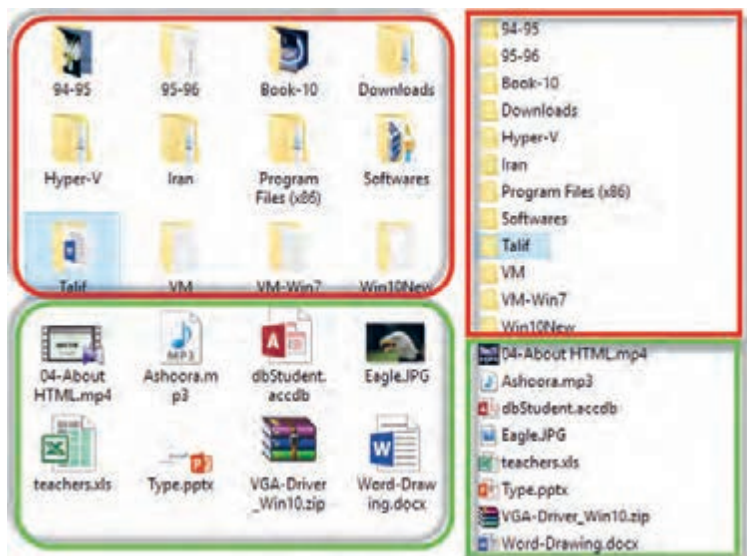 94-95
95-96
Book-10
Downloads
Hyper-V
Iran
Program
Files (x86)
Softwares
Talif
VM
VM-Win7
Win10New
04-About
HTML.mp4
Ashoora.m
p3
MP3
dbStudent.
accdb
Eagle.JPG
teachers.xls
Type.pptx
VGA-Driver
_Win10.zip
Word-Draw
ing.docx
94-95
95-96
Book-10
Downloads
Hyper-V
Iran
Program Files (x86)
Softwares
Talif
VM
VM-Win7
Win10New
04-About HTML.mp4
Ashoora.mp3
dbStudent.accdb
Eagle.JPG
teachers.xls
Type.pptx
VGA-Driver_Win10.zip
Word-Drawing.docx